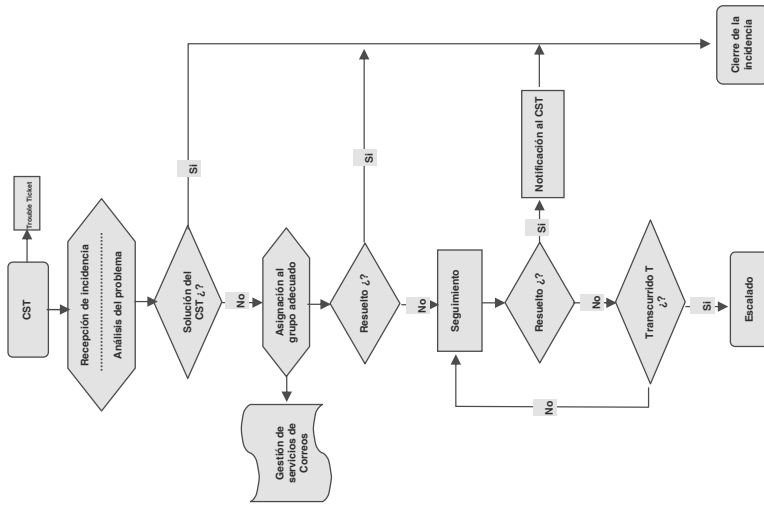 CST
Trouble Ticket
Recepción de incidencia
Análisis del problema
Solución del
CST ¿?
Si
No
Asignación al
grupo adecuado
Gestión de
servicios de
Correos
Resuelto ¿?
Si
No
Seguimiento
Resuelto ¿?
Si
Notificación al CST
No
Transcurrido T
¿?
No
Si
Escalado
Cierre de la
incidencia